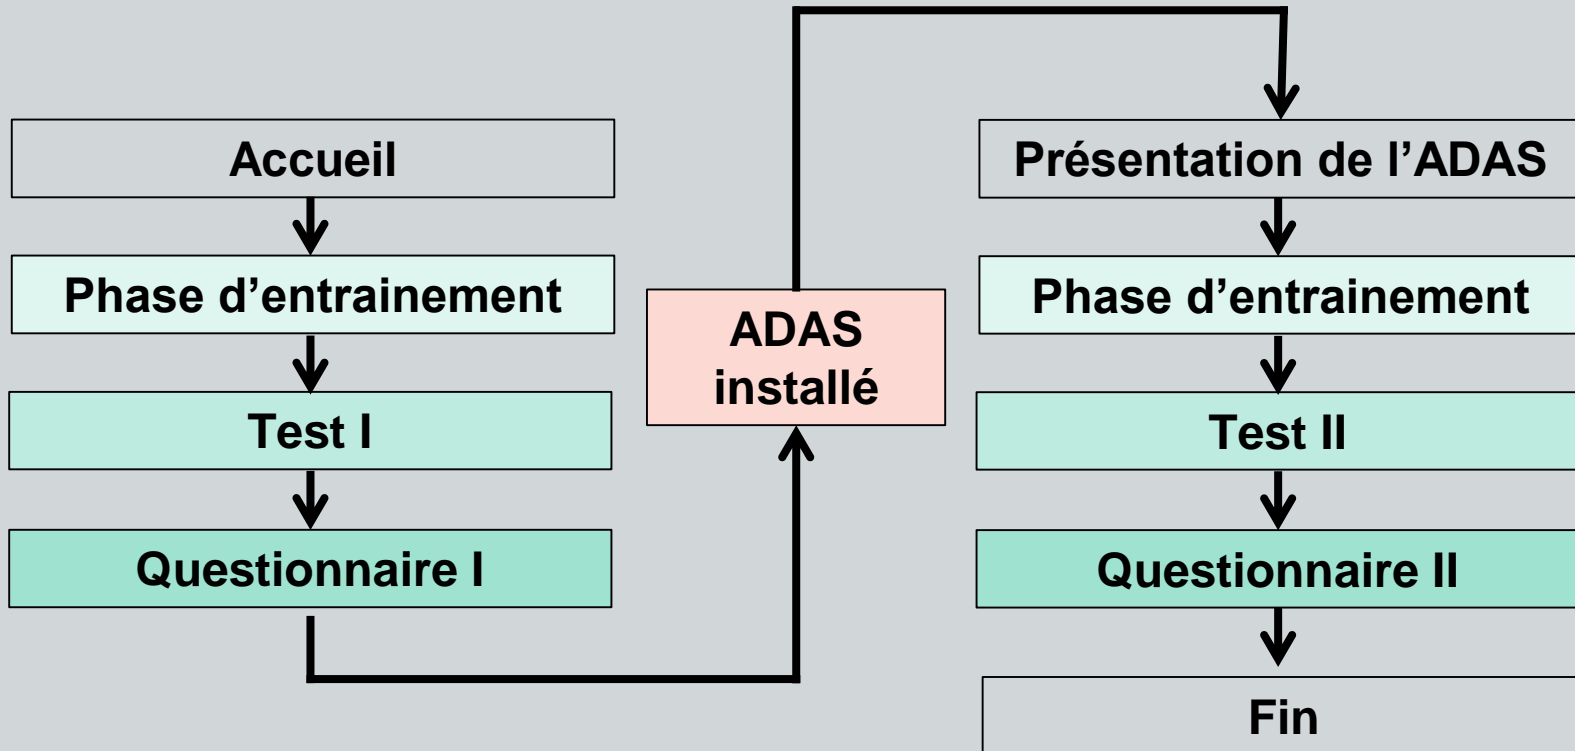 Accueil
Phase d’entrainement
Test I
Questionnaire I
ADAS
installé
Présentation de l’ADAS
Phase d’entrainement
Test II
Questionnaire II
Fin